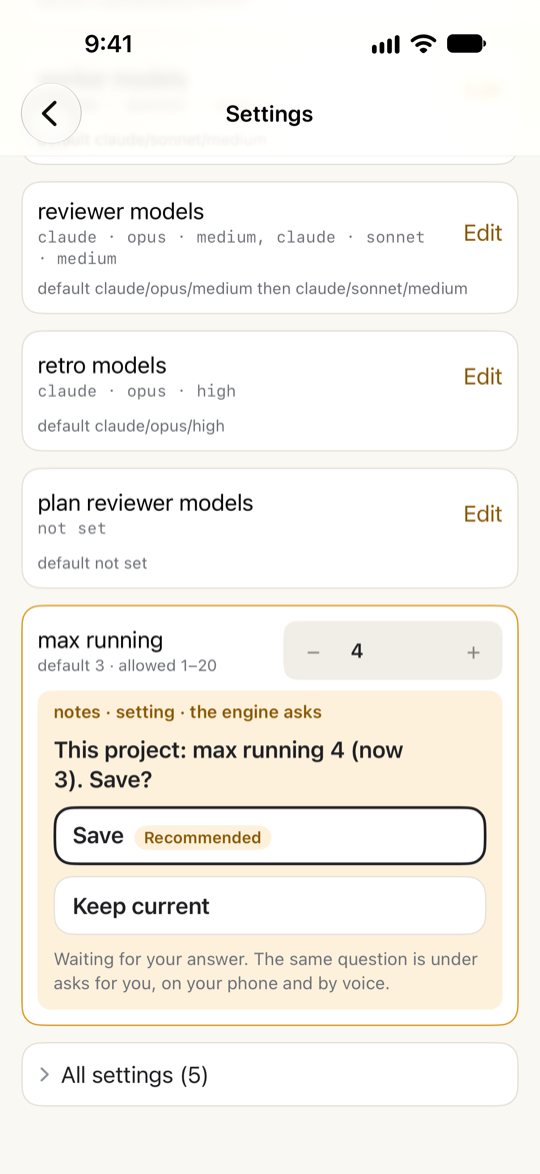 9:41
Settings
default claude/sonnet/medium
reviewer models
claude · opus · medium, claude · sonnet
· medium
Edit
default claude/opus/medium then claude/sonnet/medium
retro models
claude · opus · high
Edit
default claude/opus/high
plan reviewer models
not set
Edit
default not set
max running
default 3 · allowed 1–20
− 4 +
notes · setting · the engine asks
This project: max running 4 (now
3). Save?
Save Recommended
Keep current
Waiting for your answer. The same question is under
asks for you, on your phone and by voice.
All settings (5)